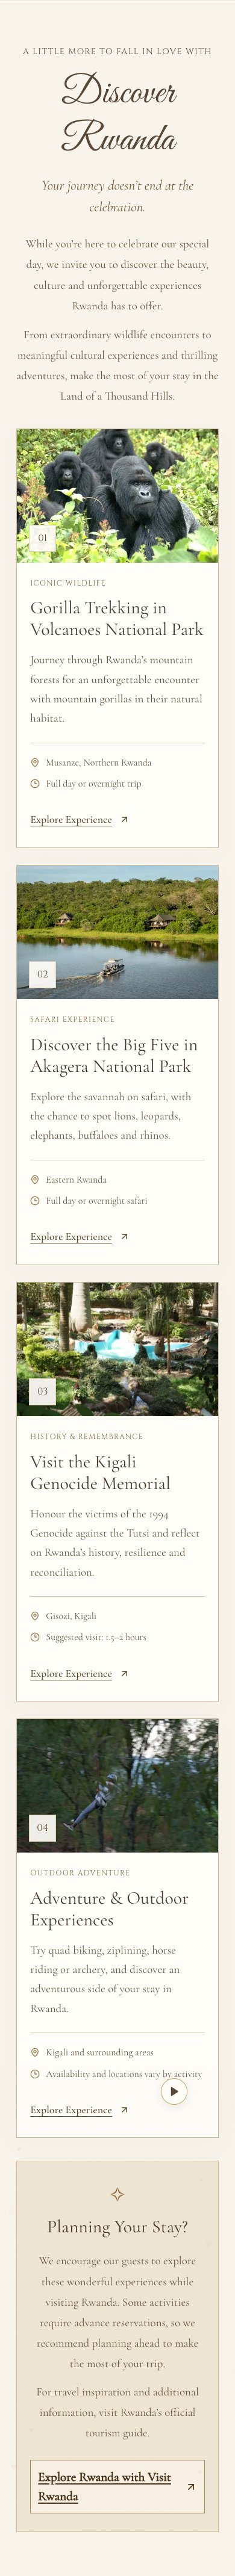 A LITTLE MORE TO FALL IN LOVE WITH
Discover
Rwanda
Your journey doesn't end at the
celebration.
While you're here to celebrate our special
day, we invite you to discover the beauty,
culture and unforgettable experiences
Rwanda has to offer.
From extraordinary wildlife encounters to
meaningful cultural experiences and thrilling
adventures, make the most of your stay in the
Land of a Thousand Hills.
01
ICONIC WILDLIFE
Gorilla Trekking in
Volcanoes National Park
Journey through Rwanda's mountain
forests for an unforgettable encounter
with mountain gorillas in their natural
habitat.
Musanze, Northern Rwanda
Full day or overnight trip
Explore Experience
02
SAFARI EXPERIENCE
Discover the Big Five in
Akagera National Park
Explore the savannah on safari, with
the chance to spot lions, leopards,
elephants, buffaloes and rhinos.
Eastern Rwanda
Full day or overnight safari
Explore Experience
03
HISTORY & REMEMBRANCE
Visit the Kigali
Genocide Memorial
Honour the victims of the 1994
Genocide against the Tutsi and reflect
on Rwanda's history, resilience and
reconciliation.
Gisozi, Kigali
Suggested visit: 1.5–2 hours
Explore Experience
04
OUTDOOR ADVENTURE
Adventure & Outdoor
Experiences
Try quad biking, ziplining, horse
riding or archery, and discover an
adventurous side of your stay in
Rwanda.
Kigali and surrounding areas
Availability and locations vary by activity
Explore Experience
Planning Your Stay?
We encourage our guests to explore
these wonderful experiences while
visiting Rwanda. Some activities
require advance reservations, so we
recommend planning ahead to make
the most of your trip.
For travel inspiration and additional
information, visit Rwanda's official
tourism guide.
Explore Rwanda with Visit
Rwanda